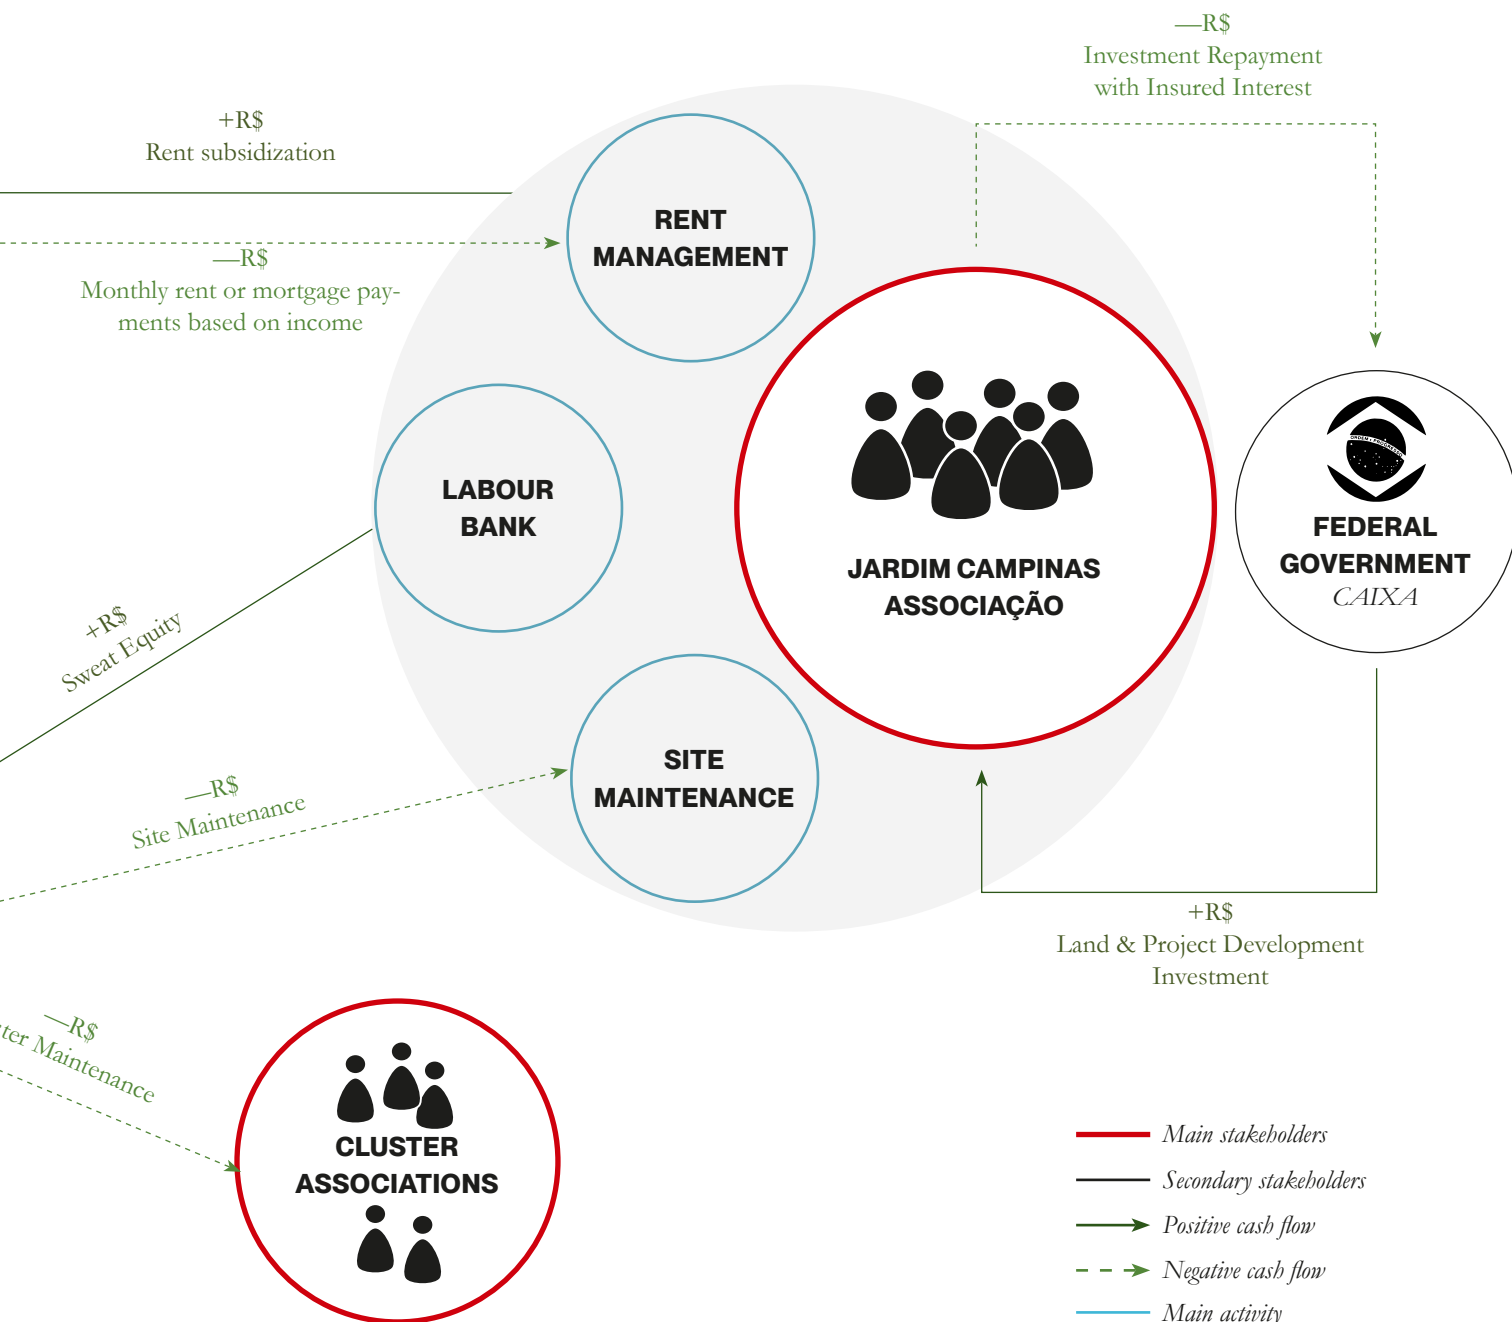 —R$
Investment Repayment
with Insured Interest
+R$
Rent subsidization
RENT
MANAGEMENT
—R$
Monthly rent or mortgage pay-
ments based on income
LABOUR
BANK
JARDIM CAMPINAS
ASSOCIAÇÃO
ORDEM E PROGRESSO
FEDERAL
GOVERNMENT
CAIXA
+R$
Sweat Equity
SITE
MAINTENANCE
—R$
Site Maintenance
+R$
Land & Project Development
Investment
—R$
ter Maintenance
CLUSTER
ASSOCIATIONS
Main stakeholders
Secondary stakeholders
Positive cash flow
Negative cash flow
Main activity